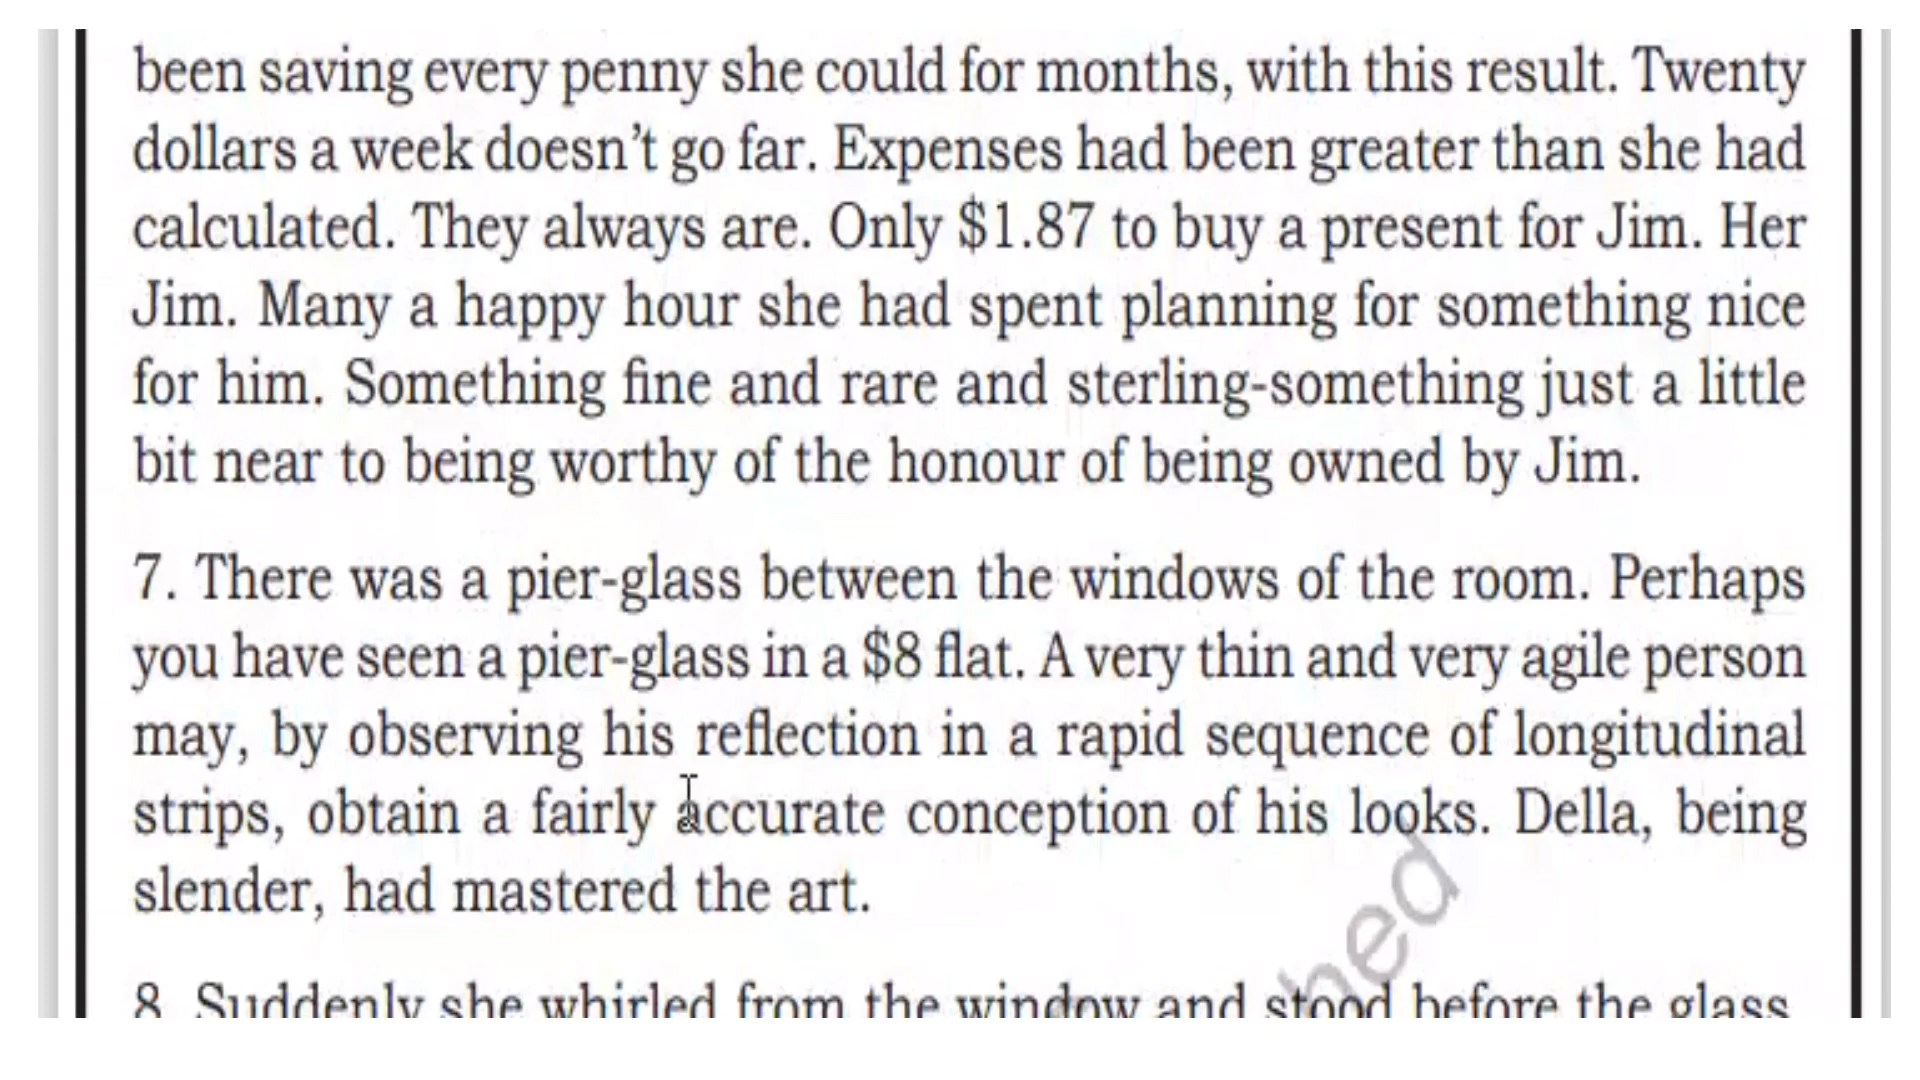 been saving every penny she could for months, with this result. Twenty
dollars a week doesn't go far. Expenses had been greater than she had
calculated. They always are. Only $1.87 to buy a present for Jim. Her
Jim. Many a happy hour she had spent planning for something nice
for him. Something fine and rare and sterling-something just a little
bit near to being worthy of the honour of being owned by Jim.
7. There was a pier-glass between the windows of the room. Perhaps
you have seen a pier-glass in a $8 flat. A very thin and very agile person
may, by observing his reflection in a rapid sequence of longitudinal
strips, obtain a fairly accurate conception of his looks. Della, being
slender, had mastered the art.
8. Suddenly she whirled from the window and stood before the glass.
hed